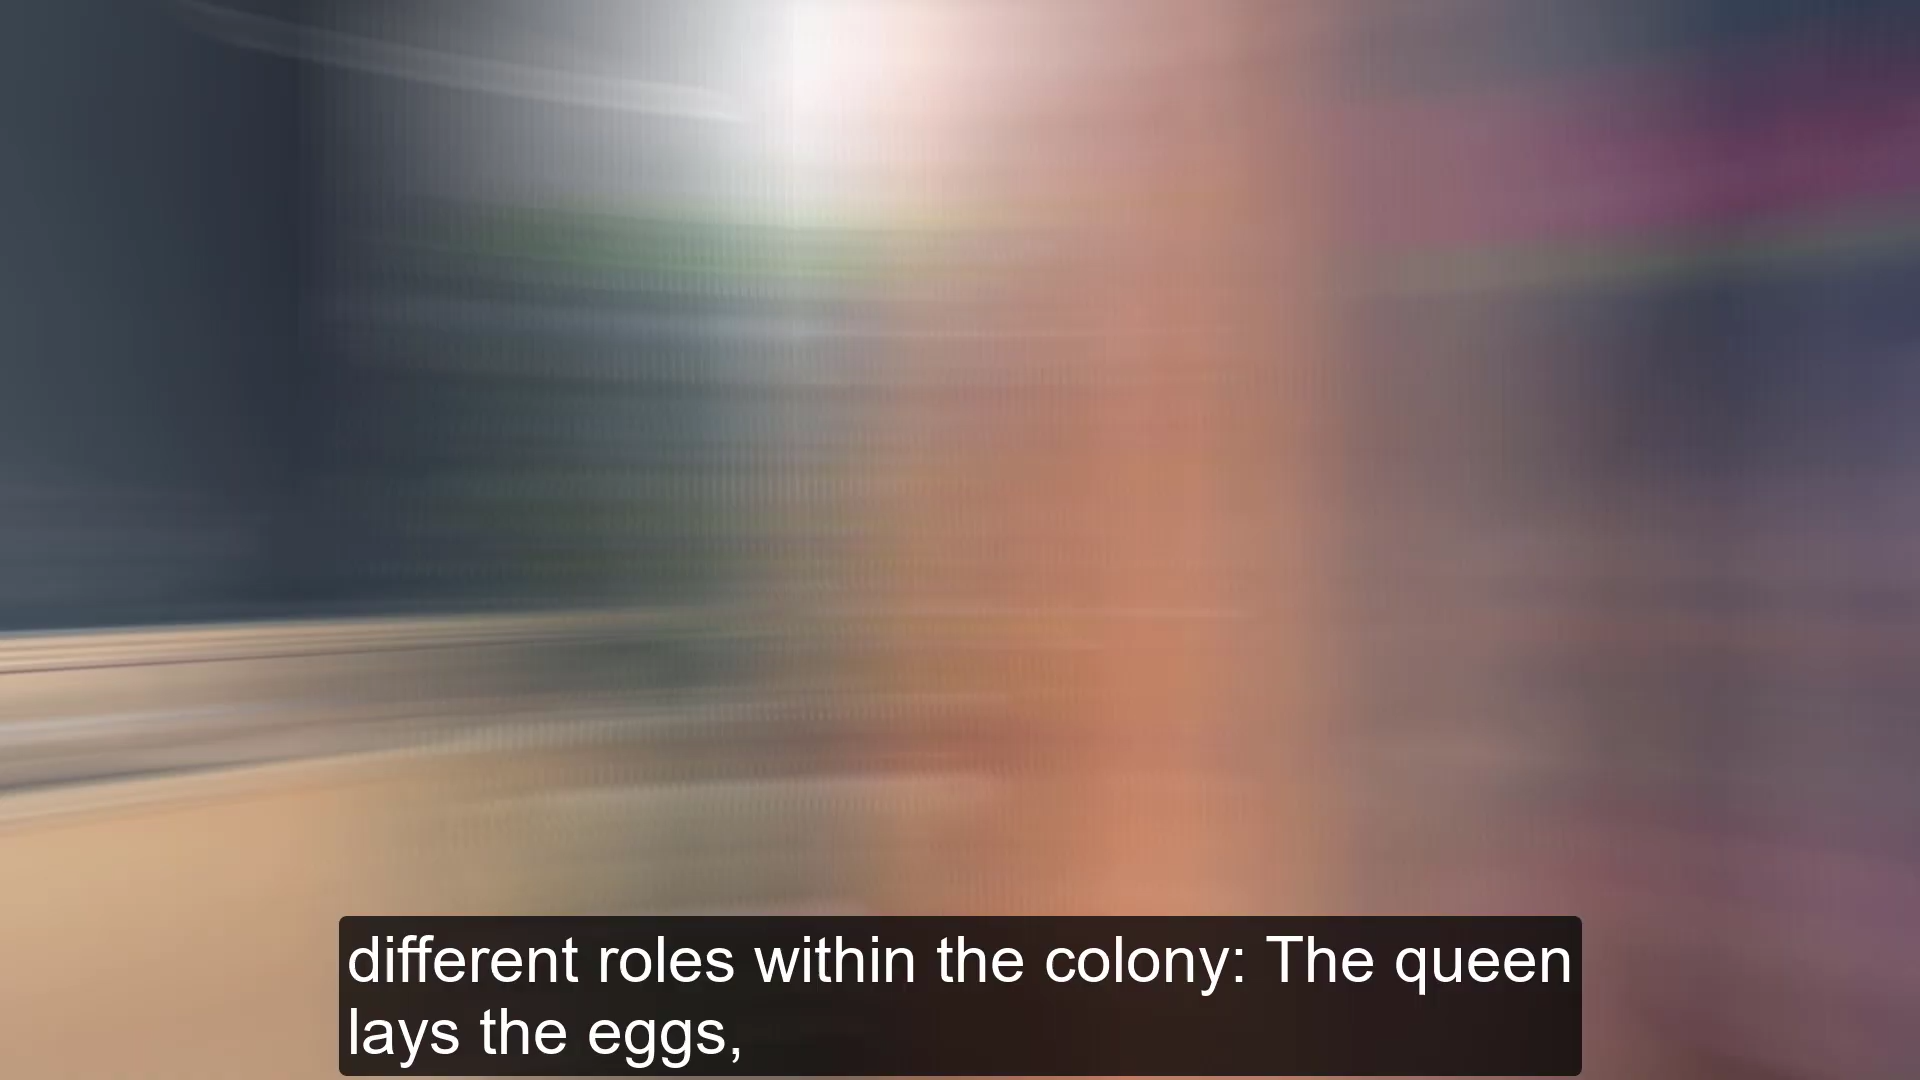 different roles within the colony: The queen
lays the eggs,